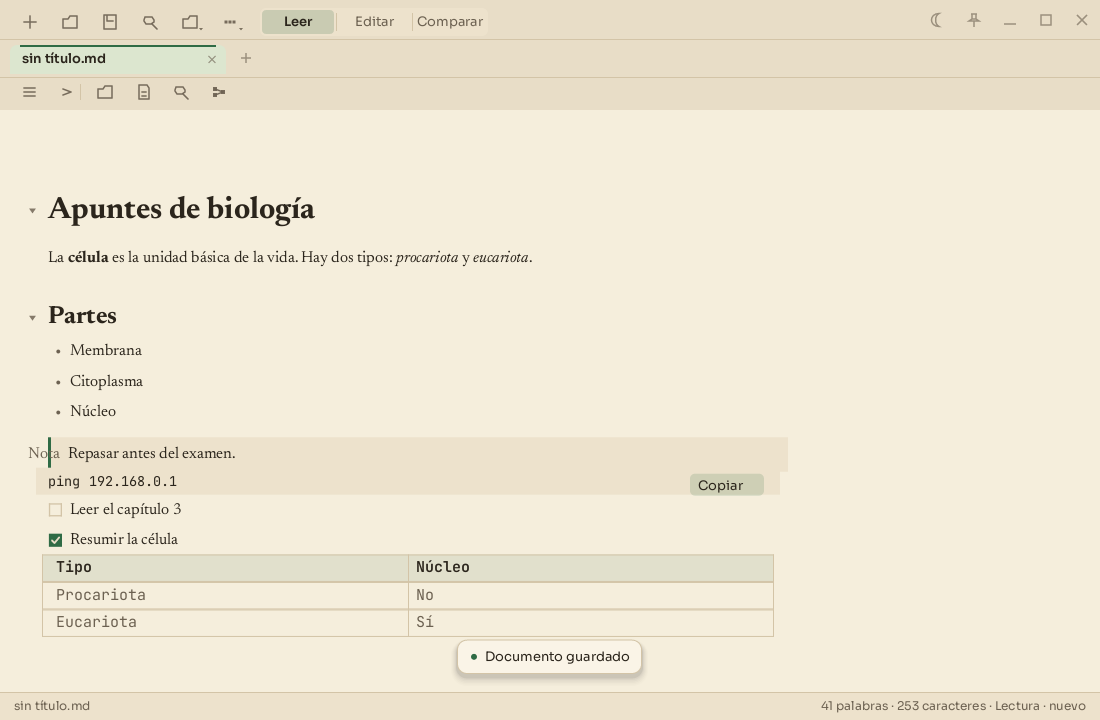 Leer Editar Comparar
sin título.md
Apuntes de biología
La célula es la unidad básica de la vida. Hay dos tipos: procariota y eucariota.
Partes
• Membrana
• Citoplasma
• Núcleo
Nota Repasar antes del examen.
ping 192.168.0.1 Copiar
Leer el capítulo 3
Resumir la célula
Tipo Núcleo
Procariota No
Eucariota Sí
Documento guardado
sin título.md 41 palabras · 253 caracteres · Lectura · nuevo